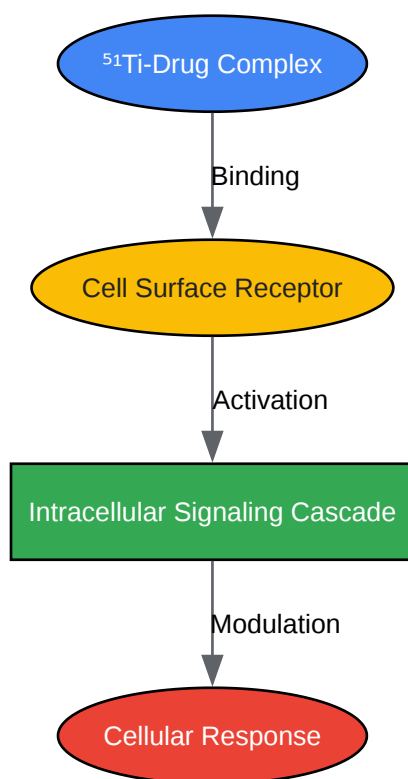 ⁵¹Ti-Drug Complex
Binding
Cell Surface Receptor
Activation
Intracellular Signaling Cascade
Modulation
Cellular Response